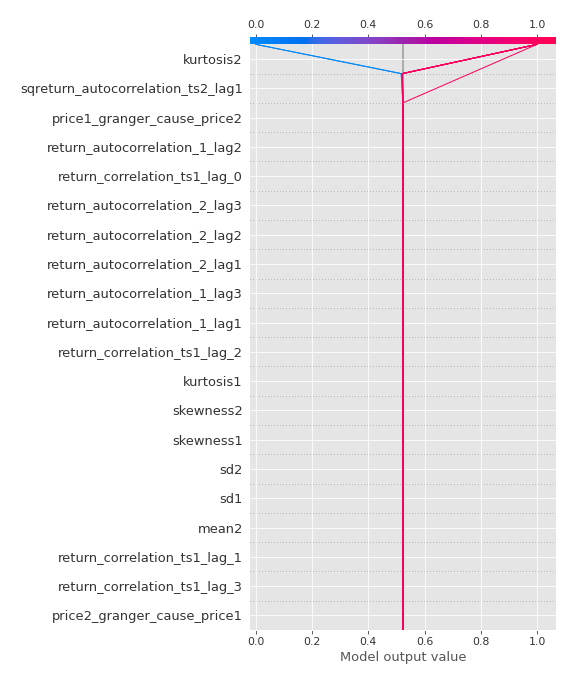 0.0 0.2 0.4 0.6 0.8 1.0
kurtosis2
sqreturn_autocorrelation_ts2_lag1
price1_granger_cause_price2
return_autocorrelation_1_lag2
return_correlation_ts1_lag_0
return_autocorrelation_2_lag3
return_autocorrelation_2_lag2
return_autocorrelation_2_lag1
return_autocorrelation_1_lag3
return_autocorrelation_1_lag1
return_correlation_ts1_lag_2
kurtosis1
skewness2
skewness1
sd2
sd1
mean2
return_correlation_ts1_lag_1
return_correlation_ts1_lag_3
price2_granger_cause_price1
0.0 0.2 0.4 0.6 0.8 1.0
Model output value